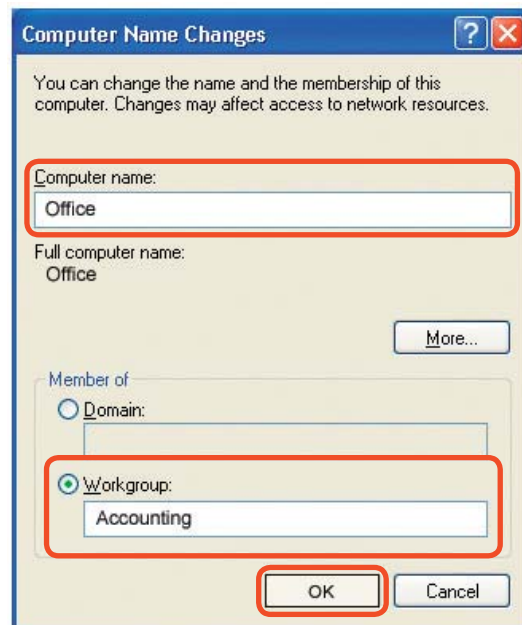 Computer Name Changes
You can change the name and the membership of this
computer. Changes may affect access to network resources.
Computer name:
Office
Full computer name:
Office
More...
Member of
Domain:
Workgroup:
Accounting
OK
Cancel